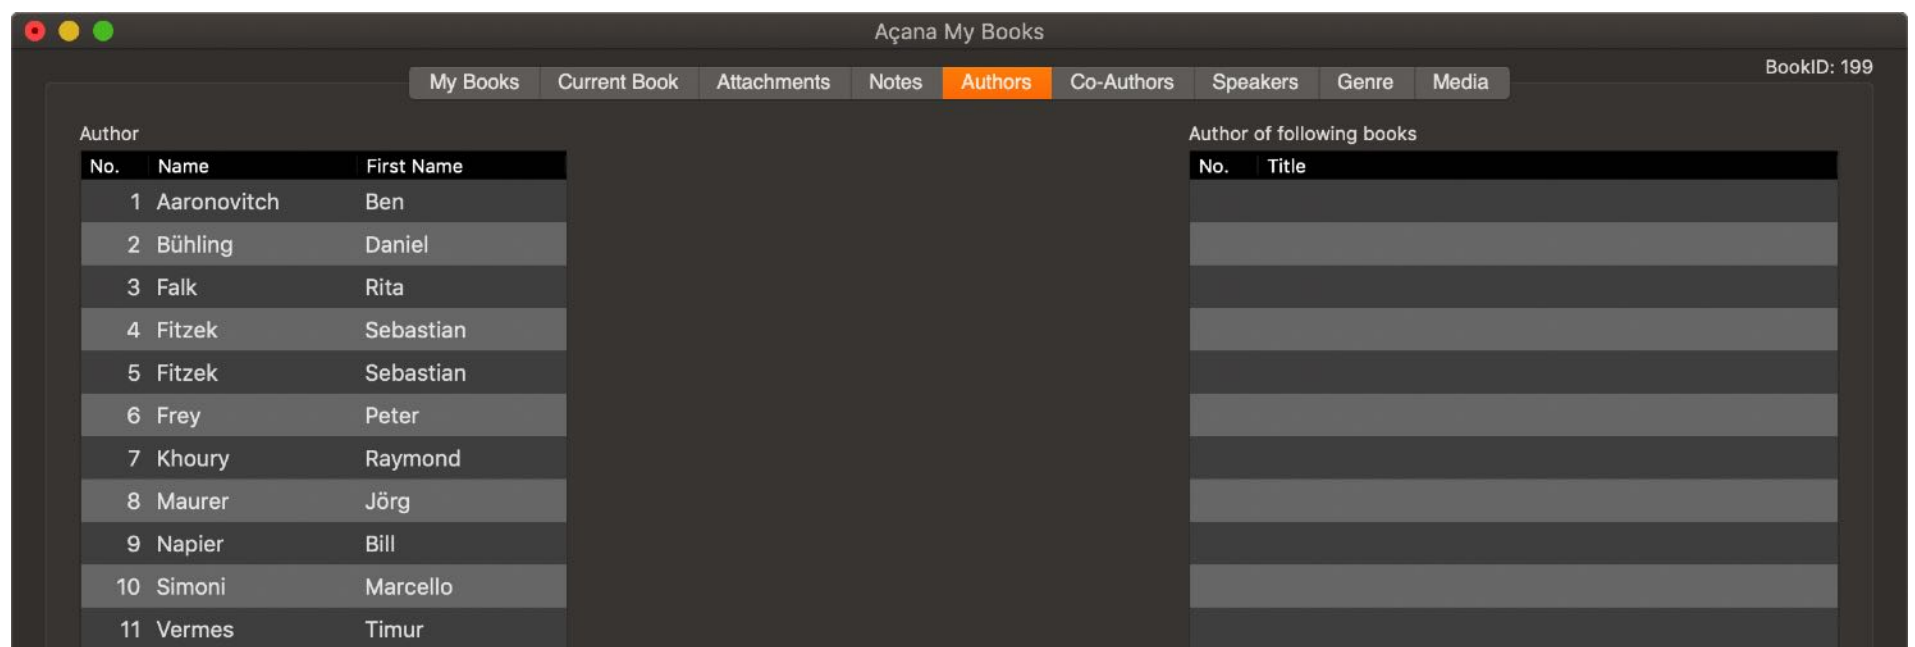 Açana My Books
BookID: 199
My Books Current Book Attachments Notes Authors Co-Authors Speakers Genre Media
Author
No. Name First Name
1 Aaronovitch Ben
2 Bühling Daniel
3 Falk Rita
4 Fitzek Sebastian
5 Fitzek Sebastian
6 Frey Peter
7 Khoury Raymond
8 Maurer Jörg
9 Napier Bill
10 Simoni Marcello
11 Vermes Timur
Author of following books
No. Title